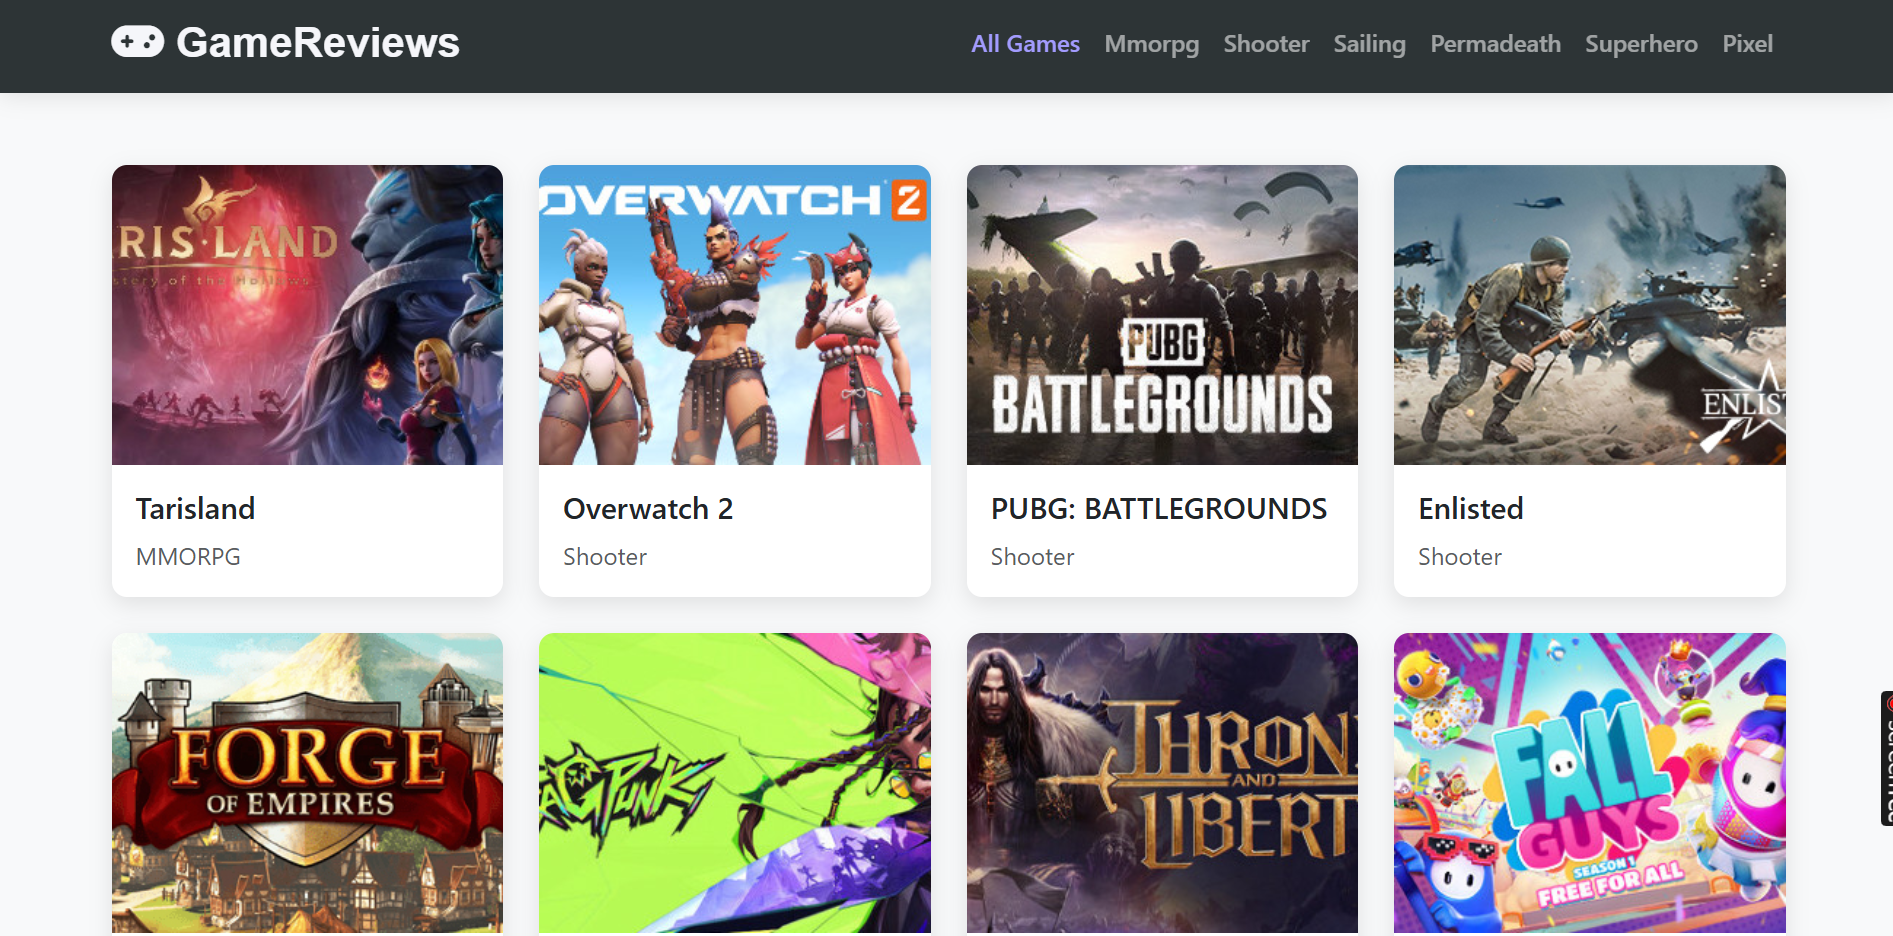 GameReviews
All Games Mmorpg Shooter Sailing Permadeath Superhero Pixel
RIS·LAND
story of the Hollows
OVERWATCH 2
PUBG
BATTLEGROUNDS
ENLIS
Tarisland
MMORPG
Overwatch 2
Shooter
PUBG: BATTLEGROUNDS
Shooter
Enlisted
Shooter
FORGE
OF EMPIRES
PUNK
THRON
AND
LIBERT
FALL
GUYS
SEASON 1
FREE FOR ALL